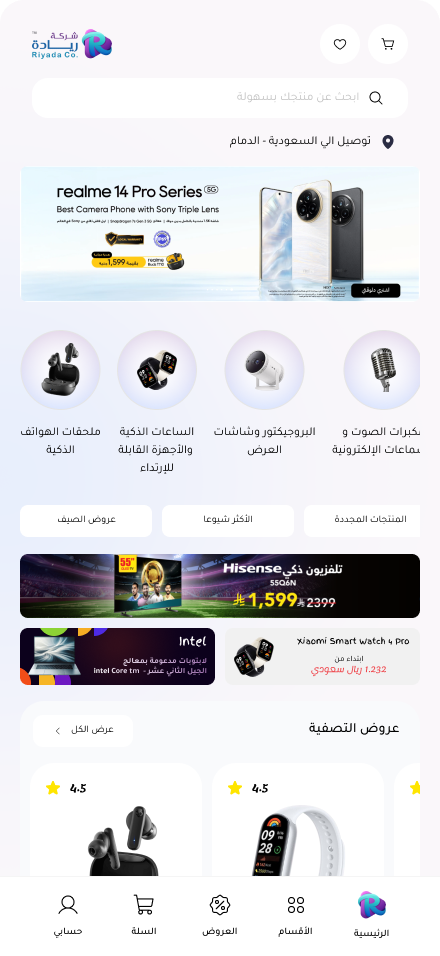 شركة
ريادة
Riyada Co.
ابحث عن منتجك بسهولة
توصيل الي السعودية - الدمام
realme 14 Pro Series 5G
Best Camera Phone with Sony Triple Lens
1,599
اشتري دلوقتي
ملحقات الهواتف الذكية
الساعات الذكية والأجهزة القابلة للإرتداء
البروجيكتور وشاشات العرض
مكبرات الصوت و
سماعات الإلكترونية
عروض الصيف
الأكثر شيوعا
المنتجات المجددة
55"
تلفزيون ذكي Hisense
55Q6N
1,599 2399
Intel
لابتوبات مدعومة بمعالج
الجيل الثاني عشر - Intel Core tm
Xiaomi Smart Watch 4 Pro
ابتداء من
1.232 ريال سعودي
عروض التصفية
عرض الكل
4.5
4.5
الرئيسية
الأقسام
العروض
السلة
حسابي